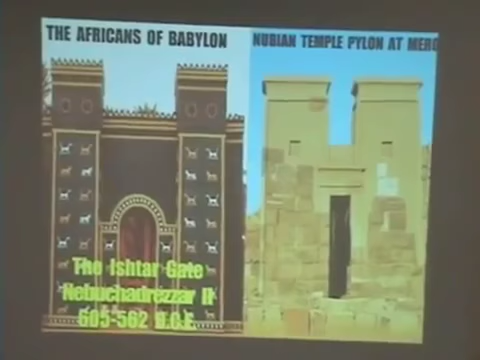 THE AFRICANS OF BABYLON
NUBIAN TEMPLE PYLON AT MERO
The Ishtar Gate
Nebuchadrezzar II
605-562 B.C.E.